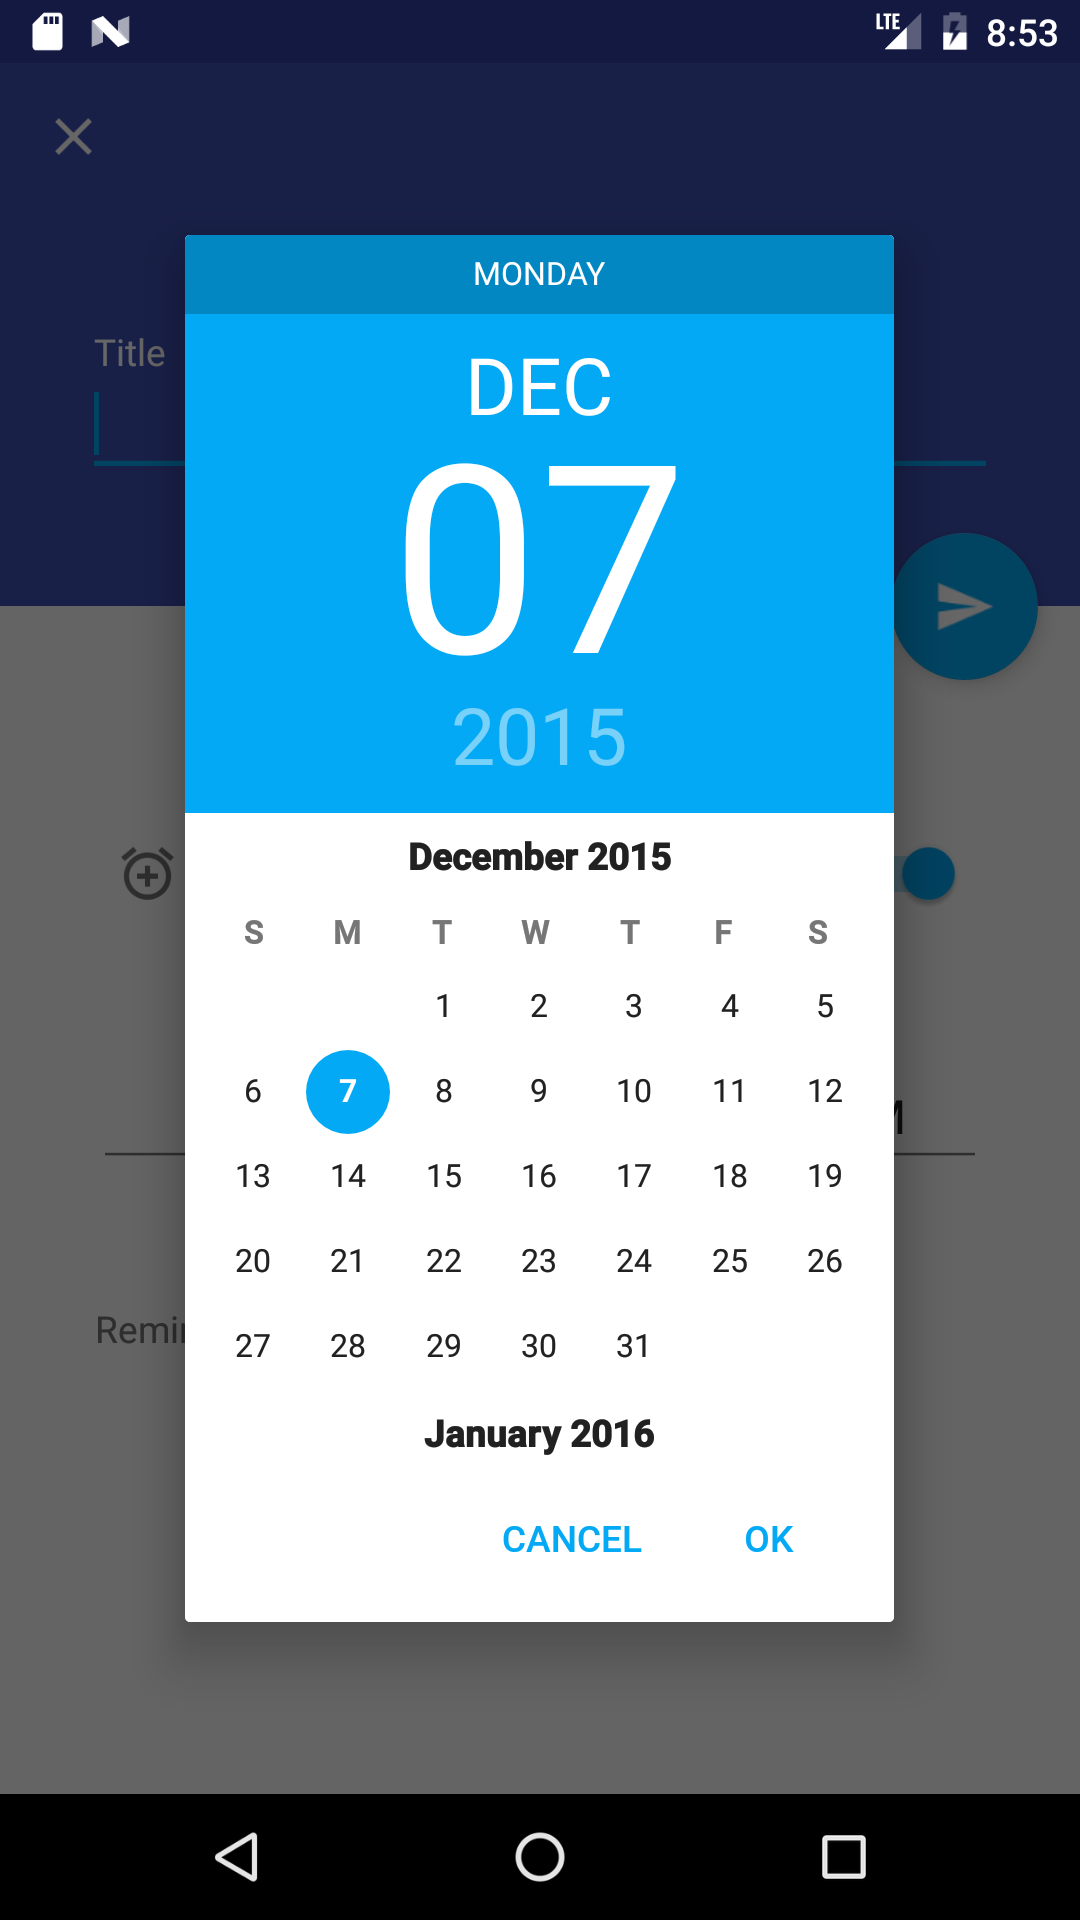 LTE 8:53
MONDAY
Title
DEC
07
2015
December 2015
S M T W T F S
1 2 3 4 5
6 7 8 9 10 11 12
13 14 15 16 17 18 19
20 21 22 23 24 25 26
27 28 29 30 31
January 2016
CANCEL OK